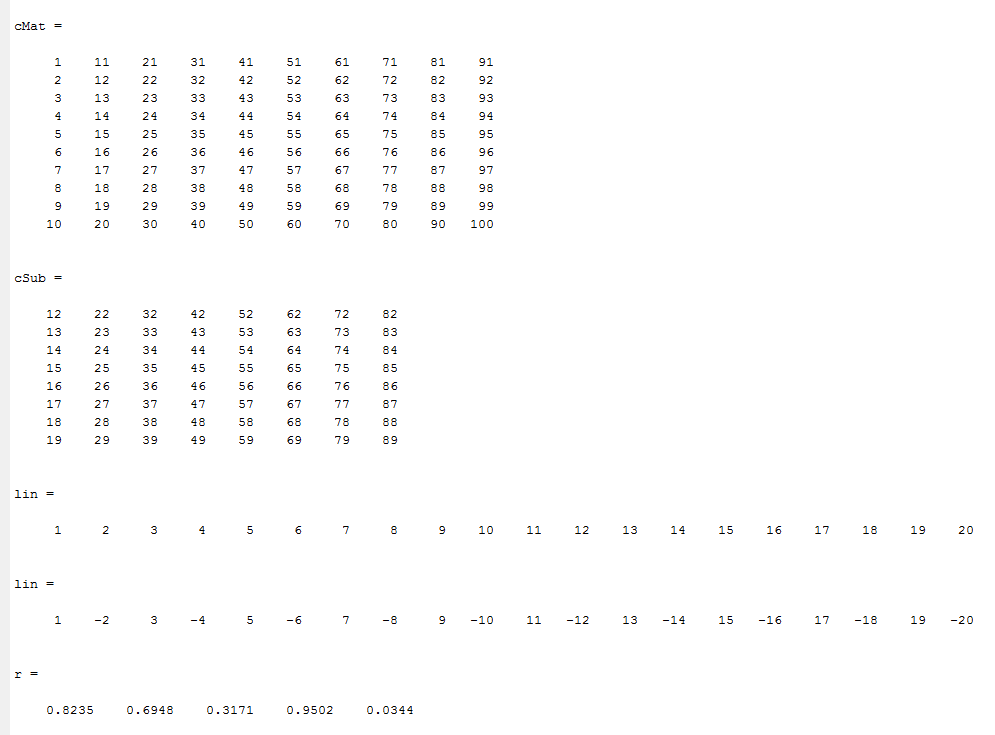 cMat =
1 11 21 31 41 51 61 71 81 91
2 12 22 32 42 52 62 72 82 92
3 13 23 33 43 53 63 73 83 93
4 14 24 34 44 54 64 74 84 94
5 15 25 35 45 55 65 75 85 95
6 16 26 36 46 56 66 76 86 96
7 17 27 37 47 57 67 77 87 97
8 18 28 38 48 58 68 78 88 98
9 19 29 39 49 59 69 79 89 99
10 20 30 40 50 60 70 80 90 100
cSub =
12 22 32 42 52 62 72 82
13 23 33 43 53 63 73 83
14 24 34 44 54 64 74 84
15 25 35 45 55 65 75 85
16 26 36 46 56 66 76 86
17 27 37 47 57 67 77 87
18 28 38 48 58 68 78 88
19 29 39 49 59 69 79 89
lin =
1 2 3 4 5 6 7 8 9 10 11 12 13 14 15 16 17 18 19 20
lin =
1 -2 3 -4 5 -6 7 -8 9 -10 11 -12 13 -14 15 -16 17 -18 19 -20
r =
0.8235 0.6948 0.3171 0.9502 0.0344